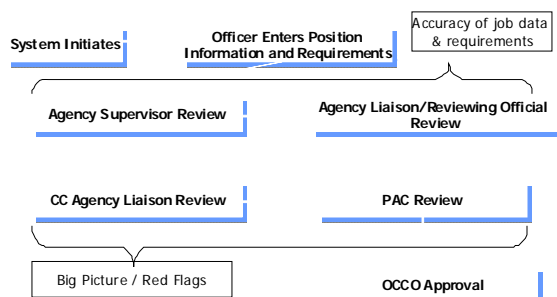 System Initiates
Officer Enters Position
Information and Requirements
Accuracy of job data
& requirements
Agency Supervisor Review
Agency Liaison/Reviewing Official
Review
CC Agency Liaison Review
PAC Review
Big Picture / Red Flags
OCCO Approval